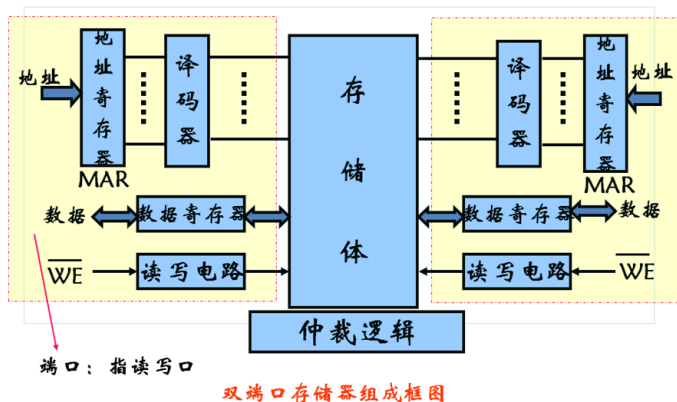 地址
地址寄存器
MAR
译码器
存储体
译码器
地址寄存器
MAR
地址
数据
数据寄存器
数据寄存器
数据
WE
读写电路
读写电路
WE
仲裁逻辑
端口：指读写口
双端口存储器组成框图